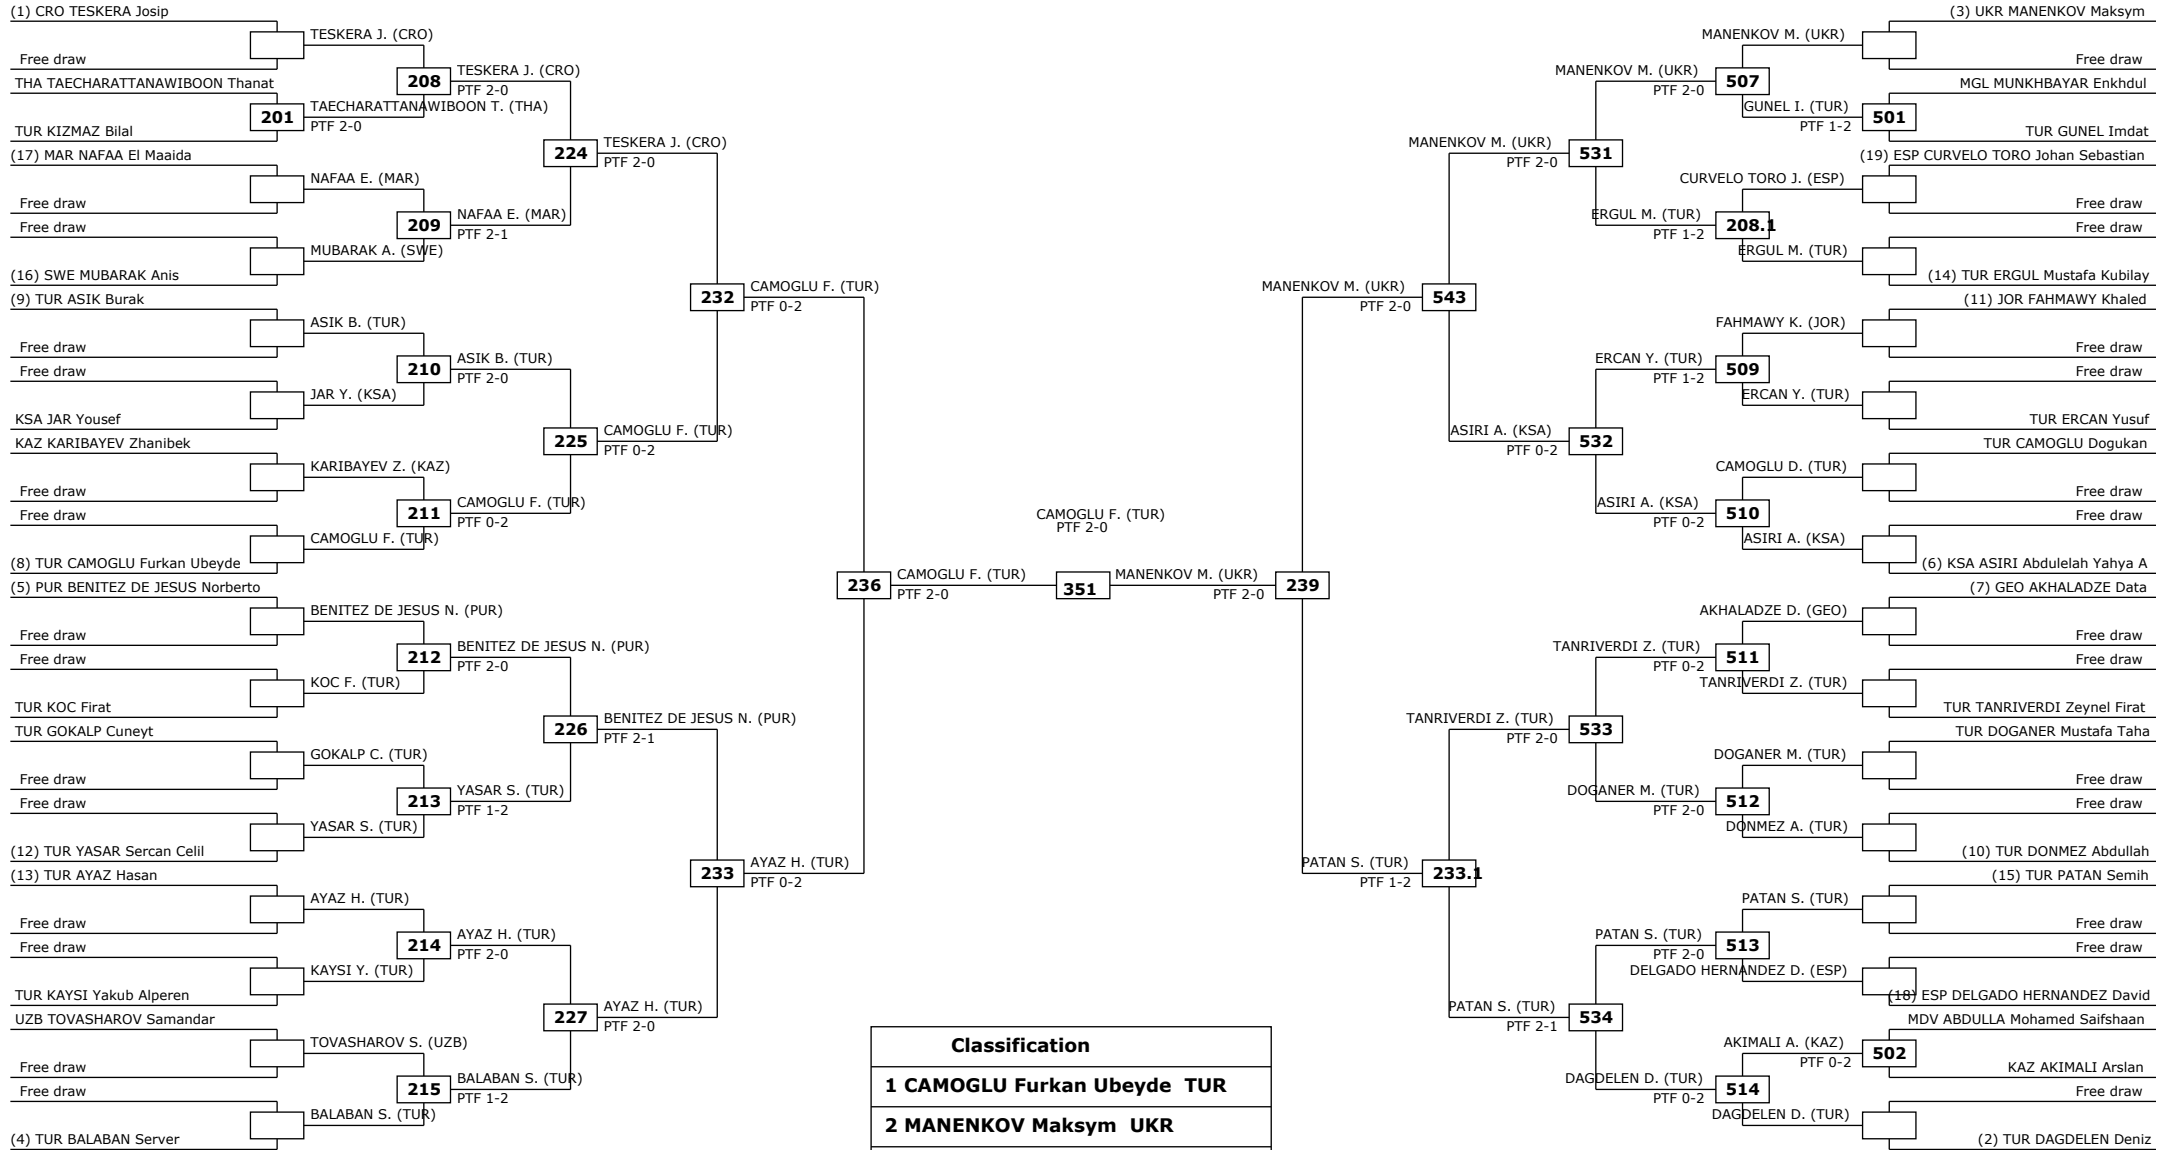 (1) CRO TESKERA Josip
Free draw
THA TAECHARATTANAWIBOON Thanat
TUR KIZMAZ Bilal
(17) MAR NAFAA El Maaida
Free draw
Free draw
(16) SWE MUBARAK Anis
(9) TUR ASIK Burak
Free draw
Free draw
KSA JAR Yousef
KAZ KARIBAYEV Zhanibek
Free draw
Free draw
(8) TUR CAMOGLU Furkan Ubeyde
(5) PUR BENITEZ DE JESUS Norberto
Free draw
Free draw
TUR KOC Firat
TUR GOKALP Cuneyt
Free draw
Free draw
(12) TUR YASAR Sercan Celil
(13) TUR AYAZ Hasan
Free draw
Free draw
TUR KAYSI Yakub Alperen
UZB TOVASHAROV Samandar
Free draw
Free draw
(4) TUR BALABAN Server
201
TESKERA J. (CRO)
TAECHARATTANAWIBOON T. (THA)
PTF 2-0
NAFAA E. (MAR)
MUBARAK A. (SWE)
ASIK B. (TUR)
JAR Y. (KSA)
KARIBAYEV Z. (KAZ)
CAMOGLU F. (TUR)
BENITEZ DE JESUS N. (PUR)
KOC F. (TUR)
GOKALP C. (TUR)
YASAR S. (TUR)
AYAZ H. (TUR)
KAYSI Y. (TUR)
TOVASHAROV S. (UZB)
BALABAN S. (TUR)
208
TESKERA J. (CRO)
PTF 2-0
209
NAFAA E. (MAR)
PTF 2-1
210
ASIK B. (TUR)
PTF 2-0
211
CAMOGLU F. (TUR)
PTF 0-2
212
BENITEZ DE JESUS N. (PUR)
PTF 2-0
213
YASAR S. (TUR)
PTF 1-2
214
AYAZ H. (TUR)
PTF 2-0
215
BALABAN S. (TUR)
PTF 1-2
224
TESKERA J. (CRO)
PTF 2-0
225
CAMOGLU F. (TUR)
PTF 0-2
226
BENITEZ DE JESUS N. (PUR)
PTF 2-1
227
AYAZ H. (TUR)
PTF 2-0
232
CAMOGLU F. (TUR)
PTF 0-2
233
AYAZ H. (TUR)
PTF 0-2
236
CAMOGLU F. (TUR)
PTF 2-0
CAMOGLU F. (TUR)
PTF 2-0
351
MANENKOV M. (UKR)
PTF 2-0
239
MANENKOV M. (UKR)
PTF 2-0
543
PATAN S. (TUR)
PTF 1-2
233.1
MANENKOV M. (UKR)
PTF 2-0
531
ASIRI A. (KSA)
PTF 0-2
532
TANRIVERDI Z. (TUR)
PTF 2-0
533
PATAN S. (TUR)
PTF 2-1
534
MANENKOV M. (UKR)
PTF 2-0
507
ERGUL M. (TUR)
PTF 1-2
208.1
ERCAN Y. (TUR)
PTF 1-2
509
ASIRI A. (KSA)
PTF 0-2
510
TANRIVERDI Z. (TUR)
PTF 0-2
511
DOGANER M. (TUR)
PTF 2-0
512
PATAN S. (TUR)
PTF 2-0
513
DAGDELEN D. (TUR)
PTF 0-2
514
MANENKOV M. (UKR)
GUNEL I. (TUR)
PTF 1-2
501
CURVELO TORO J. (ESP)
ERGUL M. (TUR)
FAHMAWY K. (JOR)
ERCAN Y. (TUR)
CAMOGLU D. (TUR)
ASIRI A. (KSA)
AKHALADZE D. (GEO)
TANRIVERDI Z. (TUR)
DOGANER M. (TUR)
DONMEZ A. (TUR)
PATAN S. (TUR)
DELGADO HERNANDEZ D. (ESP)
AKIMALI A. (KAZ)
PTF 0-2
502
DAGDELEN D. (TUR)
(3) UKR MANENKOV Maksym
Free draw
MGL MUNKHBAYAR Enkhdul
TUR GUNEL Imdat
(19) ESP CURVELO TORO Johan Sebastian
Free draw
Free draw
(14) TUR ERGUL Mustafa Kubilay
(11) JOR FAHMAWY Khaled
Free draw
Free draw
TUR ERCAN Yusuf
TUR CAMOGLU Dogukan
Free draw
Free draw
(6) KSA ASIRI Abdulelah Yahya A
(7) GEO AKHALADZE Data
Free draw
Free draw
TUR TANRIVERDI Zeynel Firat
TUR DOGANER Mustafa Taha
Free draw
Free draw
(10) TUR DONMEZ Abdullah
(15) TUR PATAN Semih
Free draw
Free draw
(18) ESP DELGADO HERNANDEZ David
MDV ABDULLA Mohamed Saifshaan
KAZ AKIMALI Arslan
Free draw
(2) TUR DAGDELEN Deniz
Classification
1 CAMOGLU Furkan Ubeyde TUR
2 MANENKOV Maksym UKR